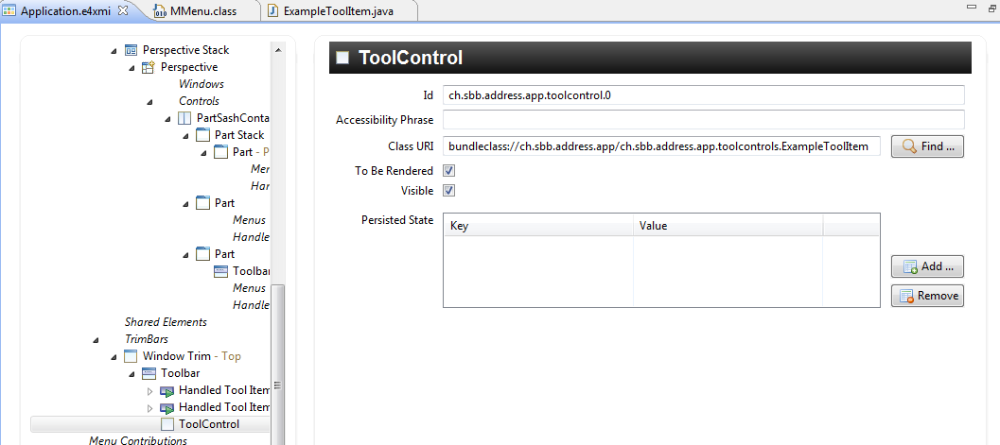 Application.e4xmi
MMenu.class
ExampleToolItem.java
Perspective Stack
Perspective
Windows
Controls
PartSashConta
Part Stack
Part - P
Mer
Har
Part
Menus
Handle
Part
Toolbar
Menus
Handle
Shared Elements
TrimBars
Window Trim - Top
Toolbar
Handled Tool Item
Handled Tool Item
ToolControl
Menu Contributions
ToolControl
Id
ch.sbb.address.app.toolcontrol.0
Accessibility Phrase
Class URI
bundleclass://ch.sbb.address.app/ch.sbb.address.app.toolcontrols.ExampleToolItem
Find ...
To Be Rendered
Visible
Persisted State
Key
Value
Add ...
Remove